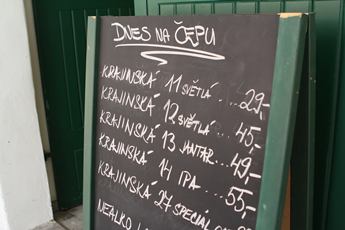 DNES NA ČEPU
KRAJINSKÁ 11 SVĚTLÁ ... 29,-
KRAJINSKÁ 12 SVĚTLÁ ... 45,-
KRAJINSKÁ 13 JANTAR .. 49,-
KRAJINSKÁ 14 IPA ... 55,-
KRAJINSKÁ 27 SPECIAL
NEALKO